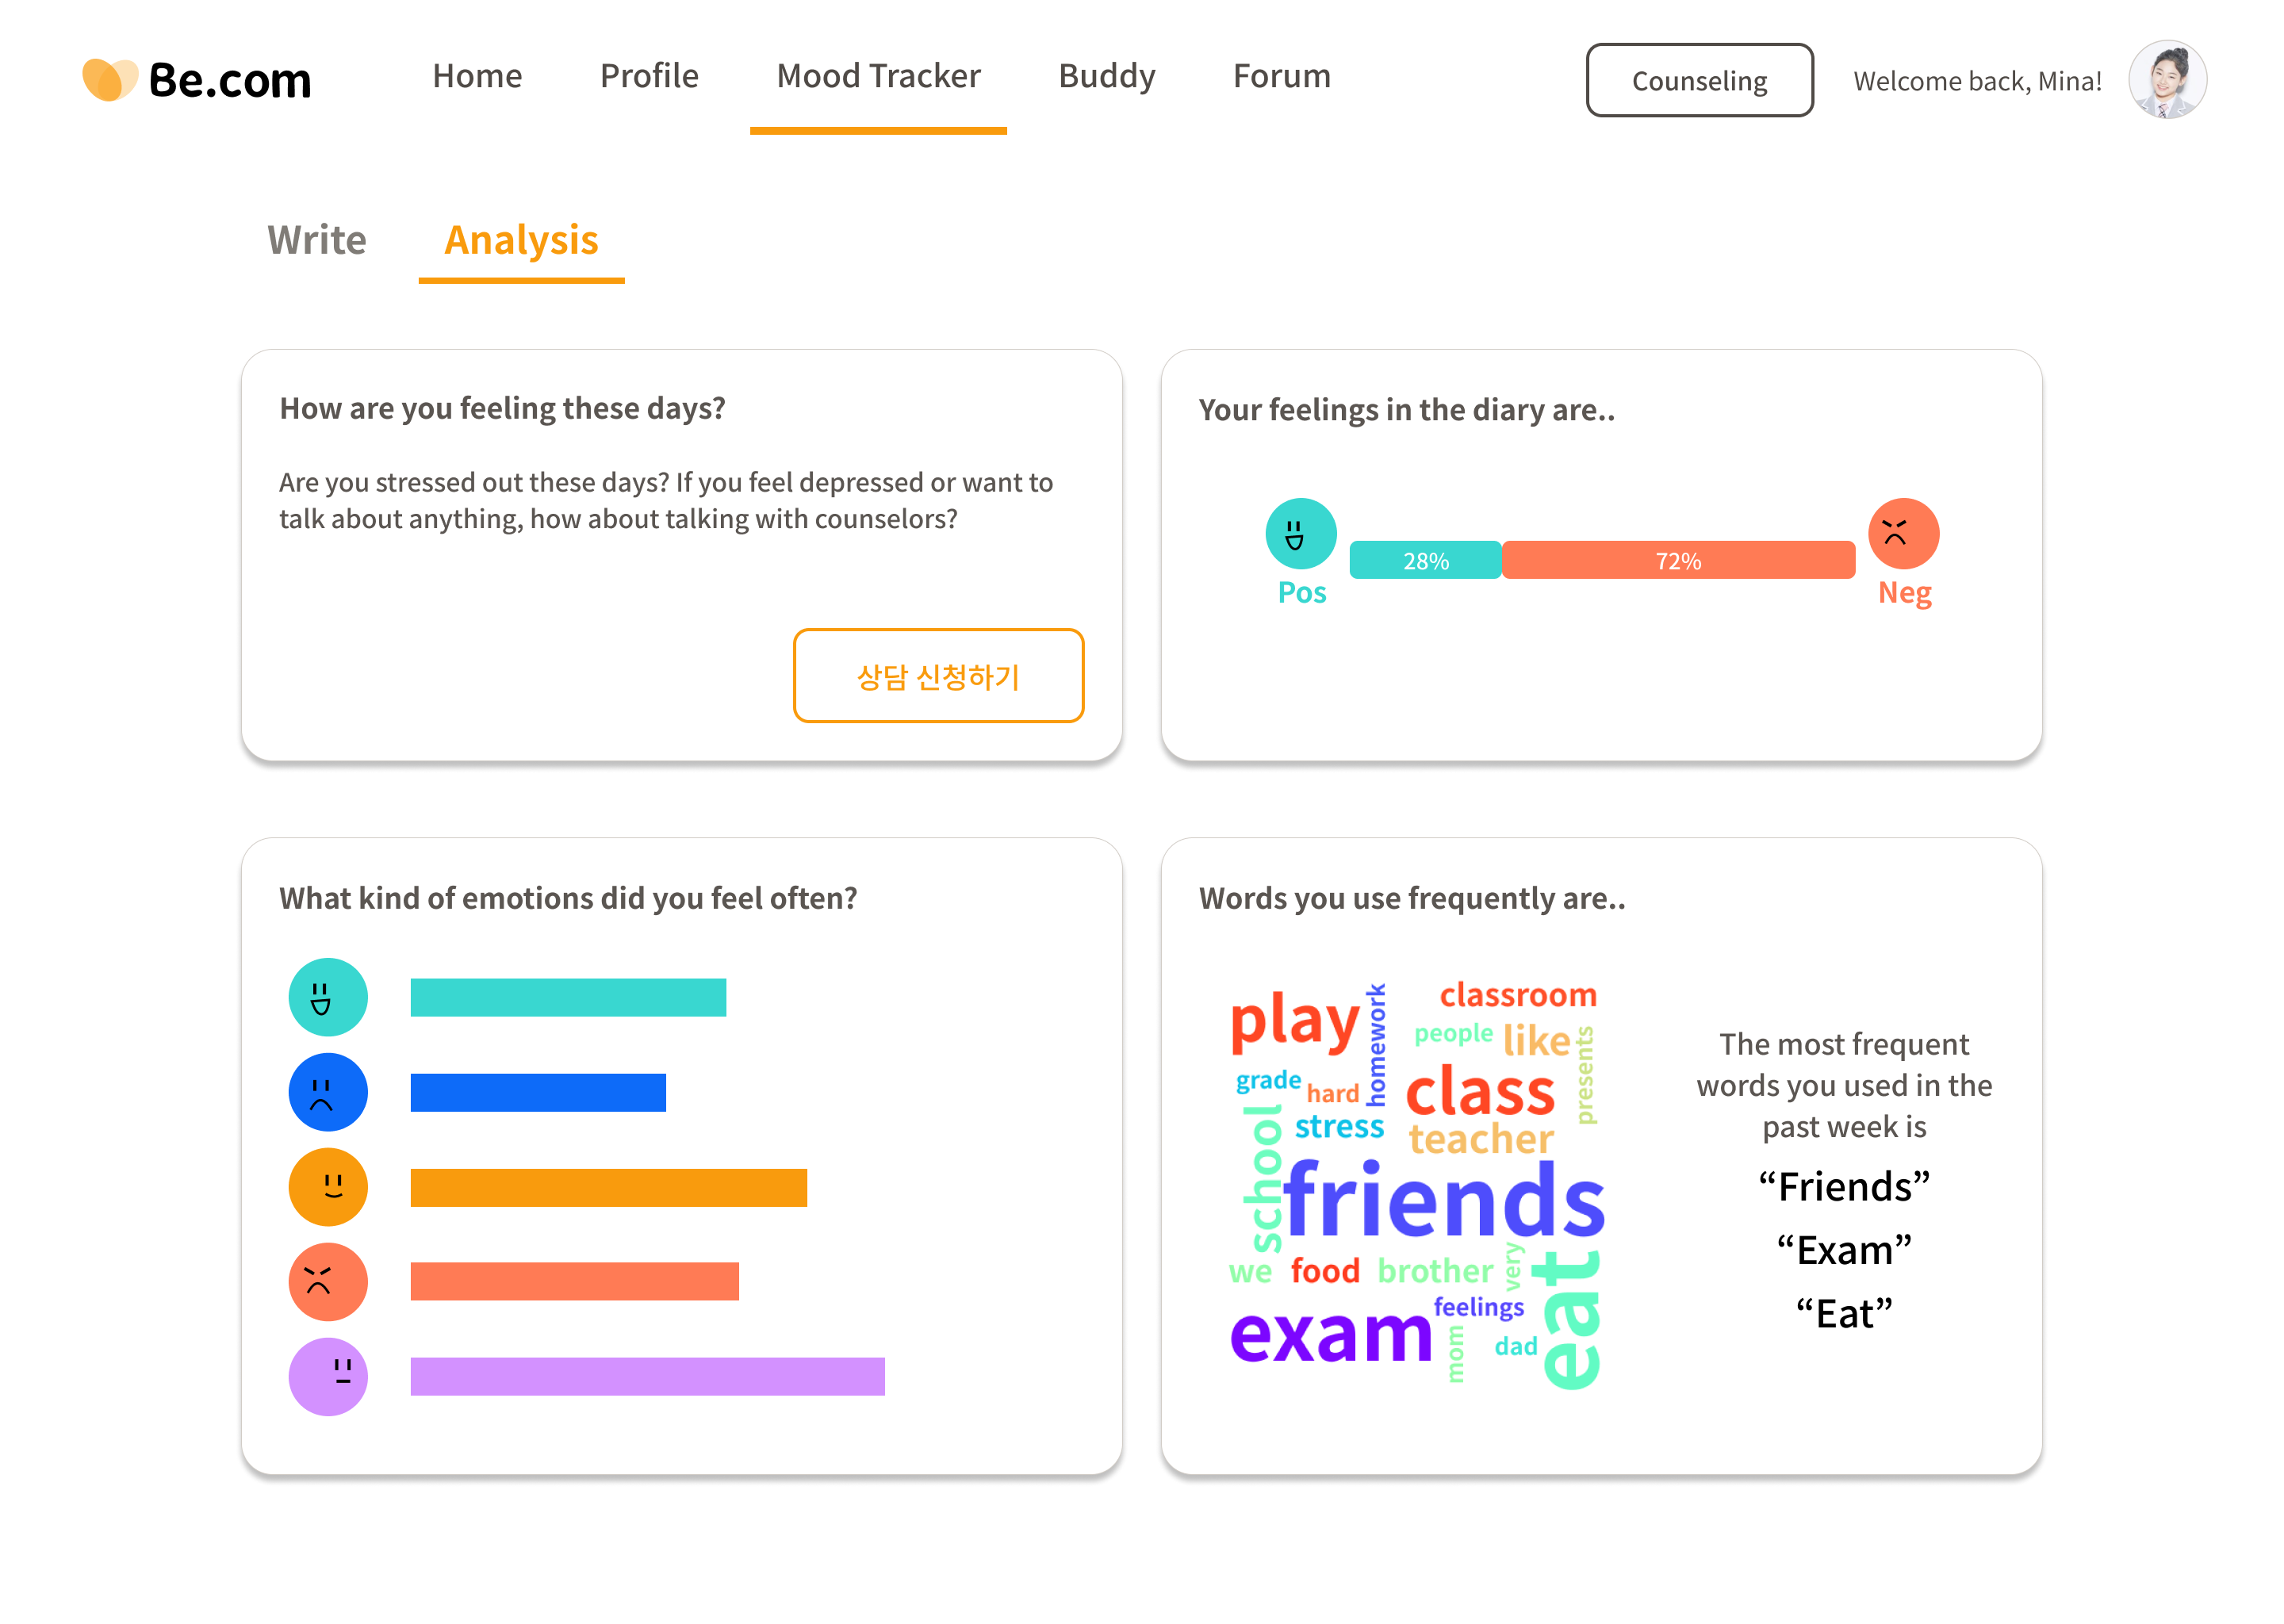 Be.com
Home
Profile
Mood Tracker
Buddy
Forum
Counseling
Welcome back, Mina!
Write
Analysis
How are you feeling these days?
Are you stressed out these days? If you feel depressed or want to
talk about anything, how about talking with counselors?
상담 신청하기
Your feelings in the diary are..
Pos
28%
72%
Neg
What kind of emotions did you feel often?
Words you use frequently are..
play
homework
classroom
people
like
presents
grade
hard
class
stress
teacher
school
friends
we
food
brother
very
eat
feelings
exam
mom
dad
The most frequent
words you used in the
past week is
“Friends”
“Exam”
“Eat”